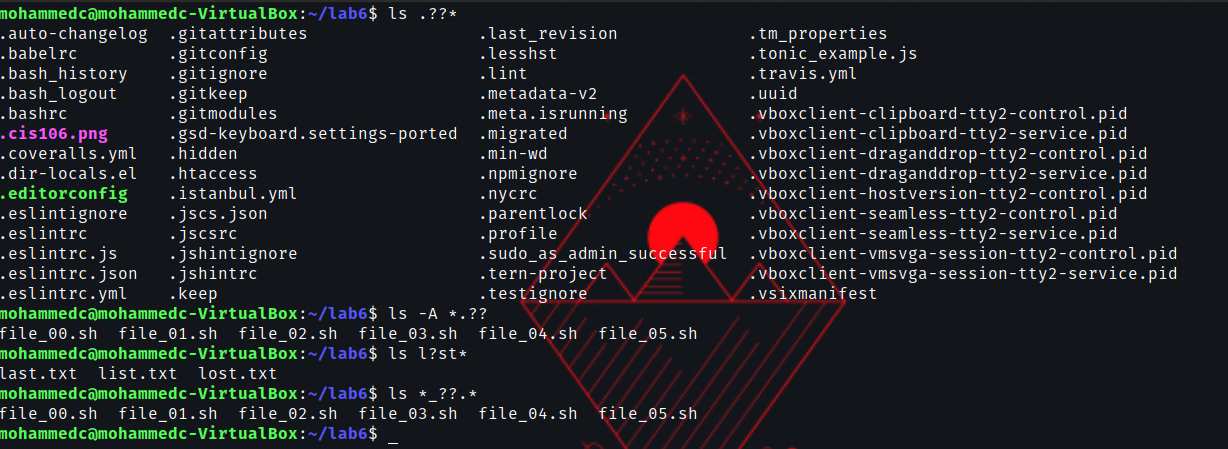 mohammedc@mohammedc-VirtualBox:~/lab6$ ls .??*
.auto-changelog .gitattributes .last_revision .tm_properties
.babelrc .gitconfig .lesshst .tonic_example.js
.bash_history .gitignore .lint .travis.yml
.bash_logout .gitkeep .metadata-v2 .uuid
.bashrc .gitmodules .meta.isrunning .vboxclient-clipboard-tty2-control.pid
.cis106.png .gsd-keyboard.settings-ported .migrated .vboxclient-clipboard-tty2-service.pid
.coveralls.yml .hidden .min-wd .vboxclient-draganddrop-tty2-control.pid
.dir-locals.el .htaccess .npmignore .vboxclient-draganddrop-tty2-service.pid
.editorconfig .istanbul.yml .nycrc .vboxclient-hostversion-tty2-control.pid
.eslintignore .jscs.json .parentlock .vboxclient-seamless-tty2-control.pid
.eslintrc .jscsrc .profile .vboxclient-seamless-tty2-service.pid
.eslintrc.js .jshintignore .sudo_as_admin_successful .vboxclient-vmsvga-session-tty2-control.pid
.eslintrc.json .jshintrc .tern-project .vboxclient-vmsvga-session-tty2-service.pid
.eslintrc.yml .keep .testignore .vsixmanifest
mohammedc@mohammedc-VirtualBox:~/lab6$ ls -A *.??
file_00.sh file_01.sh file_02.sh file_03.sh file_04.sh file_05.sh
mohammedc@mohammedc-VirtualBox:~/lab6$ ls l?st*
last.txt list.txt lost.txt
mohammedc@mohammedc-VirtualBox:~/lab6$ ls *_??.*
file_00.sh file_01.sh file_02.sh file_03.sh file_04.sh file_05.sh
mohammedc@mohammedc-VirtualBox:~/lab6$ _